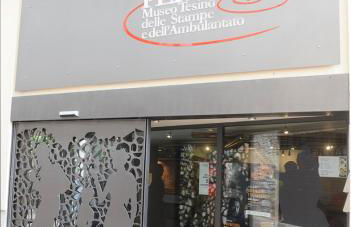 Museo Tesino
delle Stampe
e dell'Ambulantato